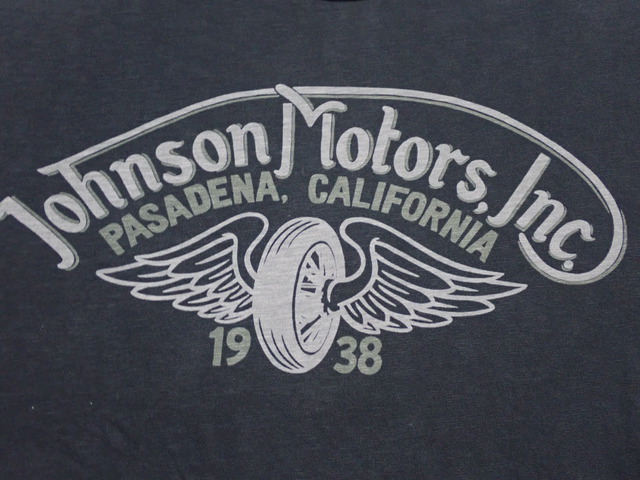 Johnson Motors, Inc.
PASADENA, CALIFORNIA
19 38